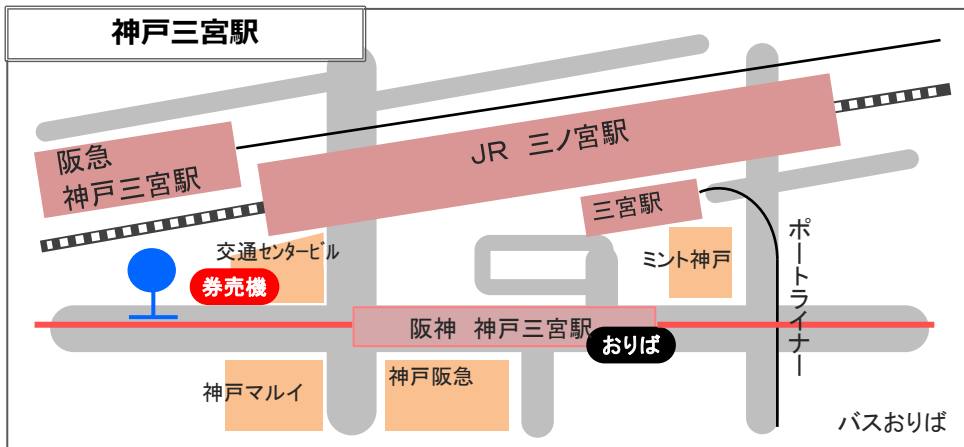 神戸三宮駅
阪急
神戸三宮駅
JR 三ノ宮駅
三宮駅
交通センタービル
ミント神戸
ポートライナー
券売機
阪神 神戸三宮駅
おりば
神戸マルイ
神戸阪急
バスおりば